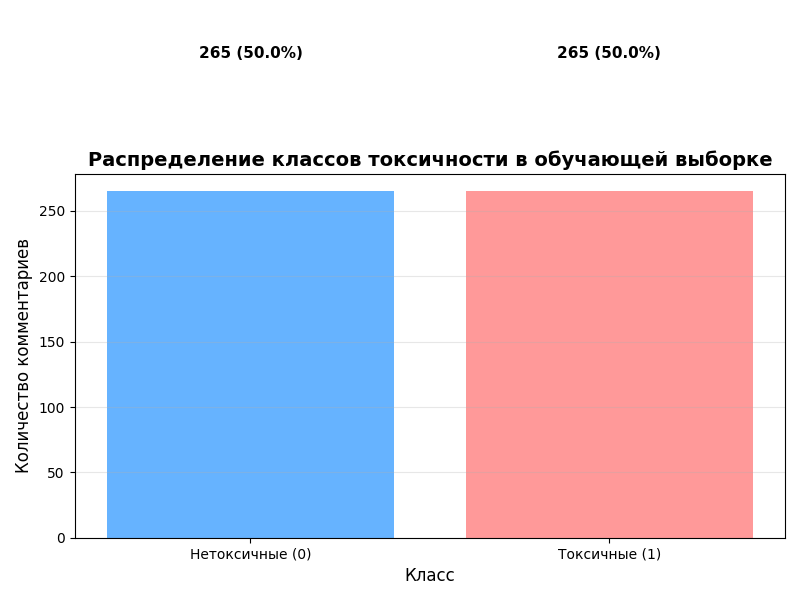 265 (50.0%) 265 (50.0%)
Распределение классов токсичности в обучающей выборке
Количество комментариев
250
200
150
100
50
0
Нетоксичные (0) Токсичные (1)
Класс